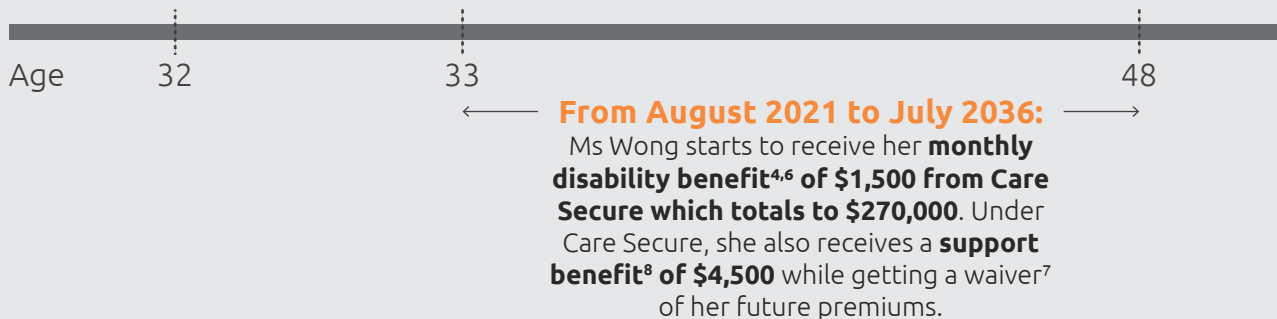 Age 32 33 48
From August 2021 to July 2036:
Ms Wong starts to receive her monthly
disability benefit⁴,⁶ of $1,500 from Care
Secure which totals to $270,000. Under
Care Secure, she also receives a support
benefit⁸ of $4,500 while getting a waiver⁷
of her future premiums.